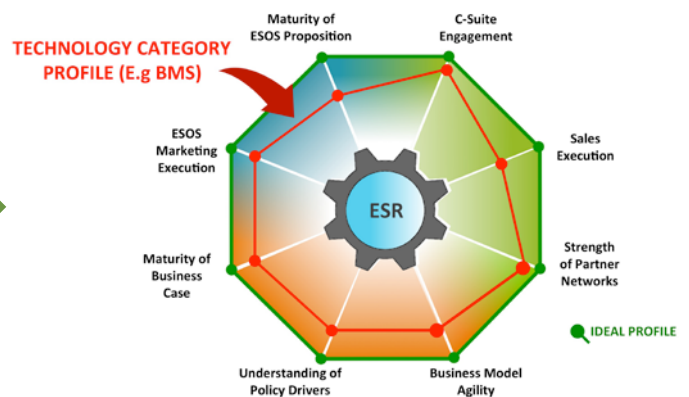 Maturity of
ESOS Proposition
C-Suite
Engagement
TECHNOLOGY CATEGORY
PROFILE (E.g BMS)
ESOS
Marketing
Execution
Sales
Execution
ESR
Maturity of
Business
Case
Strength
of Partner
Networks
IDEAL PROFILE
Understanding of
Policy Drivers
Business Model
Agility